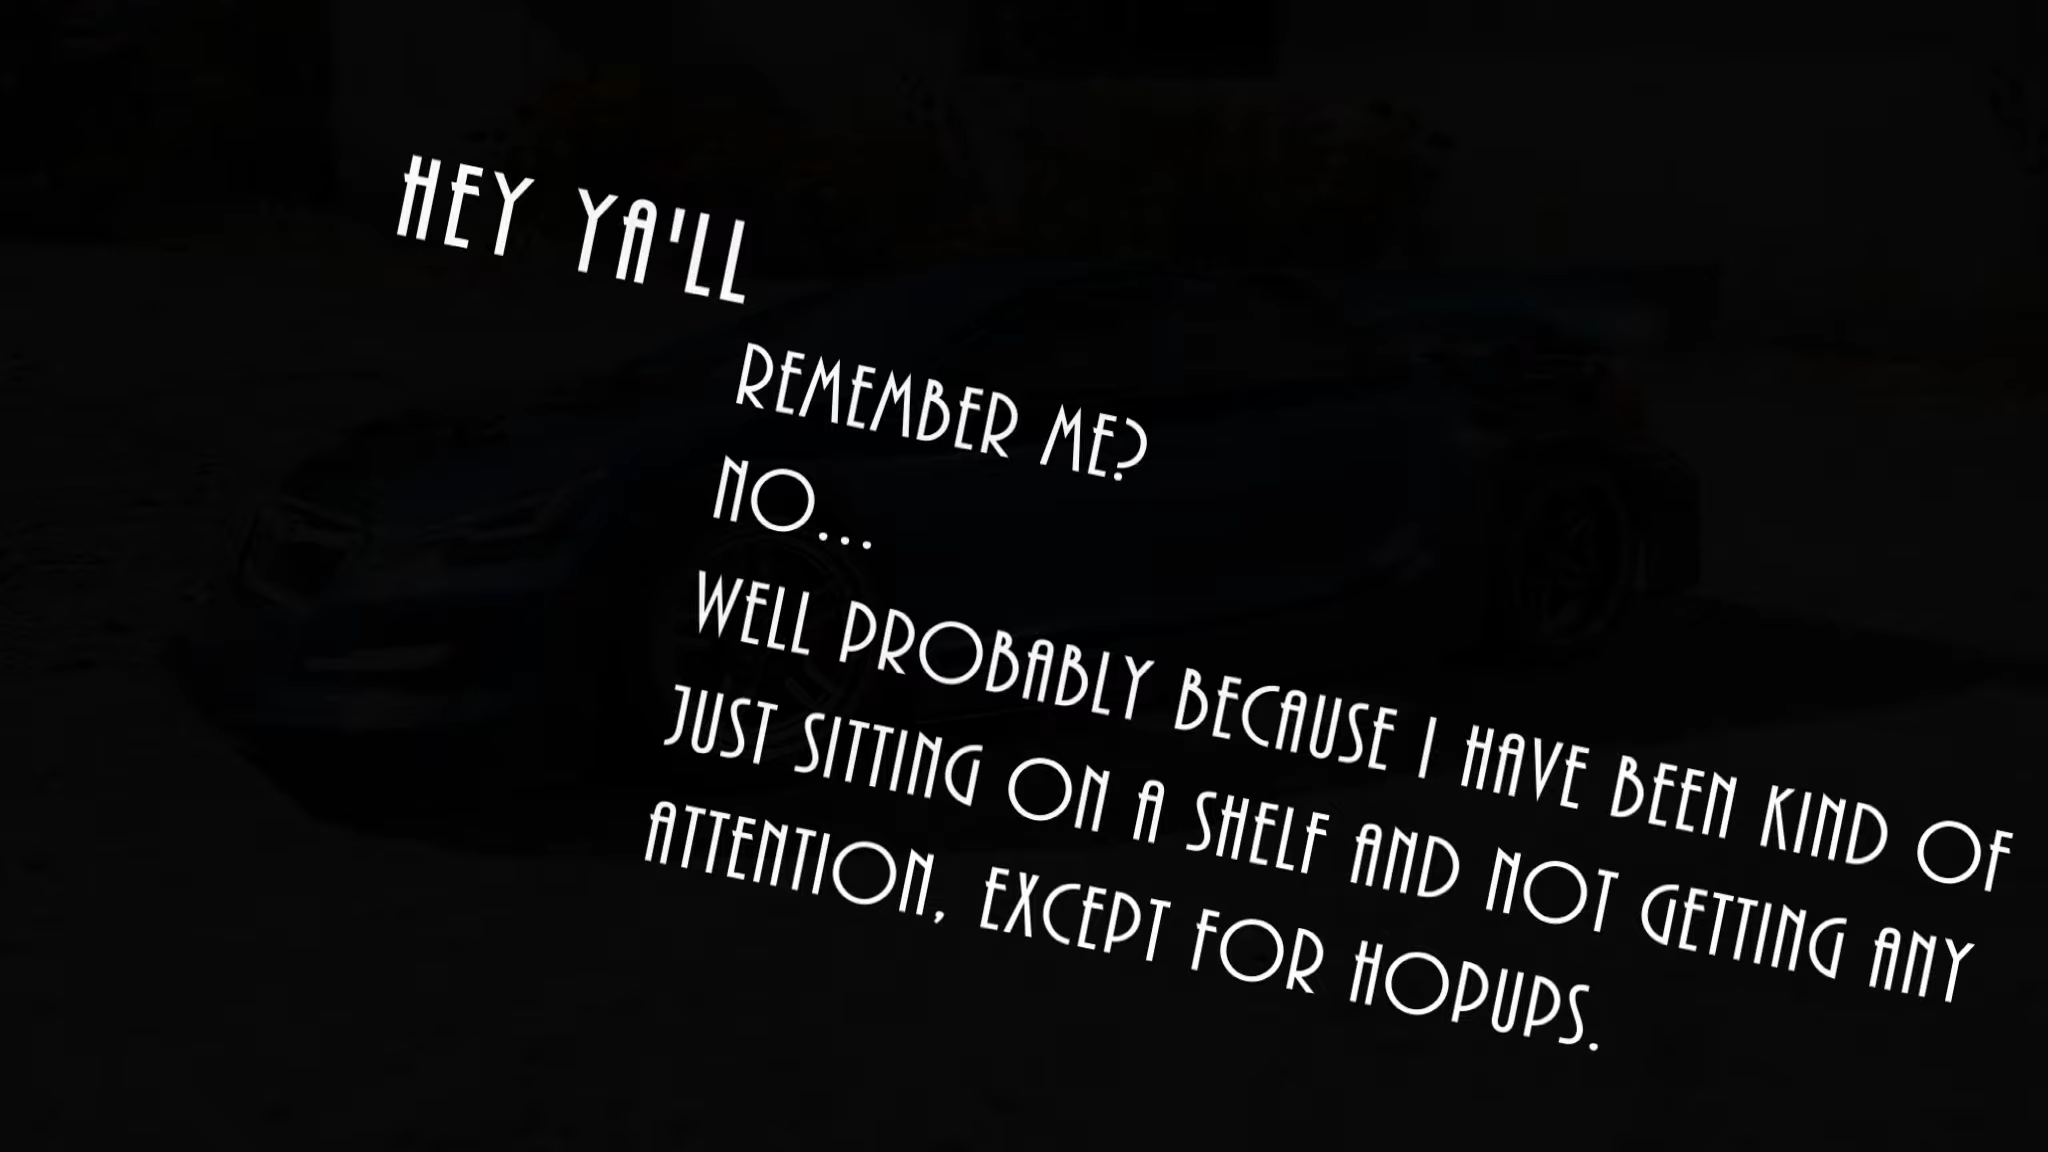 HEY YA'LL
REMEMBER ME?
NO...
WELL PROBABLY BECAUSE I HAVE BEEN KIND OF
JUST SITTING ON A SHELF AND NOT GETTING ANY
ATTENTION, EXCEPT FOR HOPUPS.